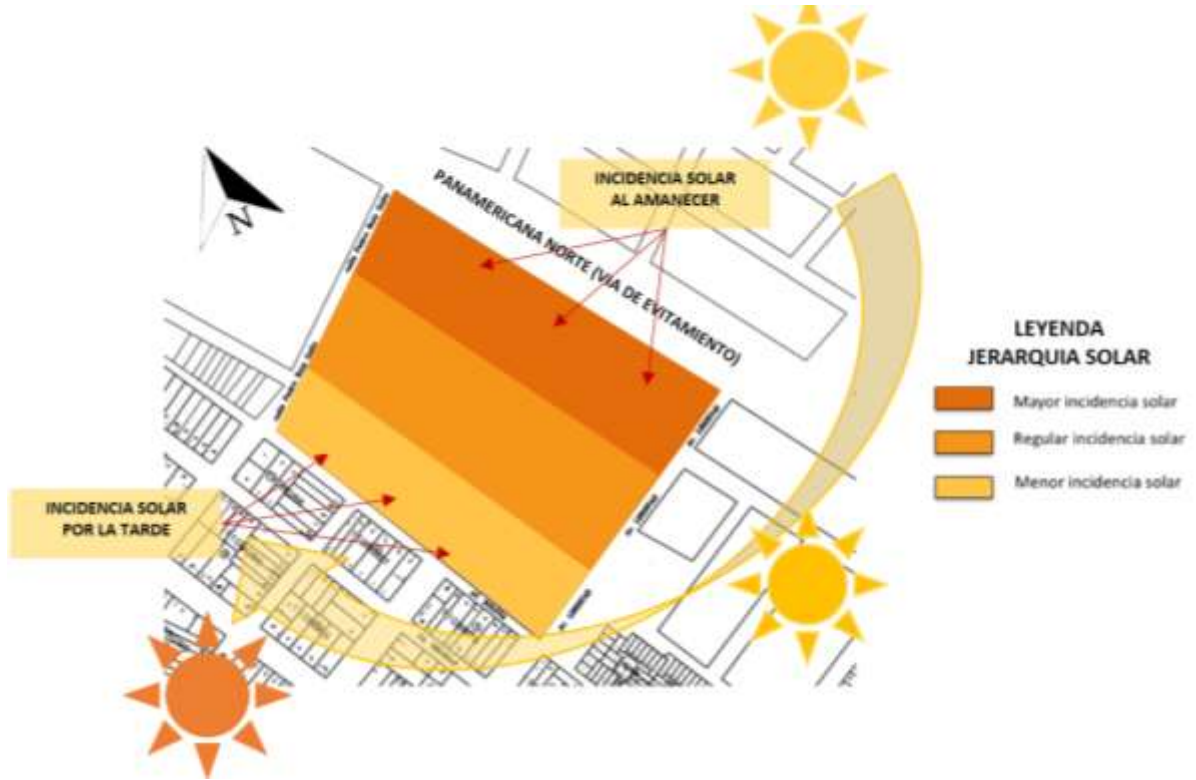 INCIDENCIA SOLAR
AL AMANECER
PANAMERICANA NORTE (VIA DE EVITAMIENTO)
N
LEYENDA
JERARQUIA SOLAR
Mayor incidencia solar
Regular incidencia solar
Menor incidencia solar
INCIDENCIA SOLAR
POR LA TARDE